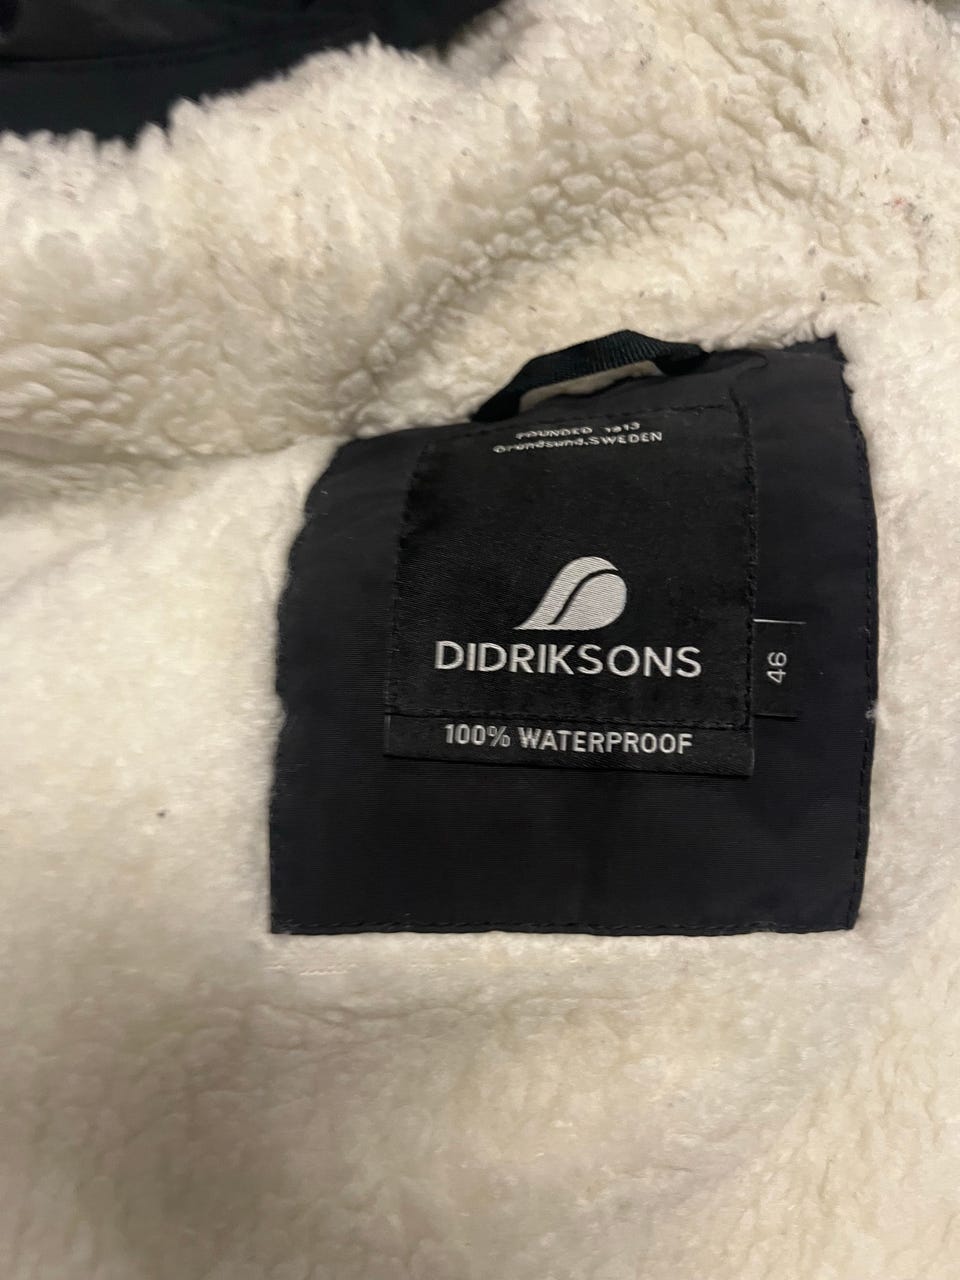 FOUNDED 1913
Grundsund.SWEDEN
DIDRIKSONS
46
100% WATERPROOF